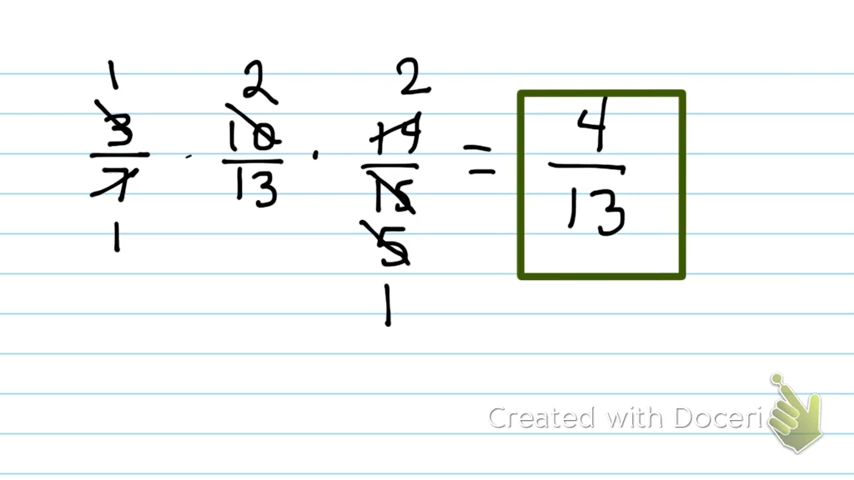 1 2 2
3 10 14 4
— · — · — = —
7 13 15 13
1 5
1
Created with Doceri